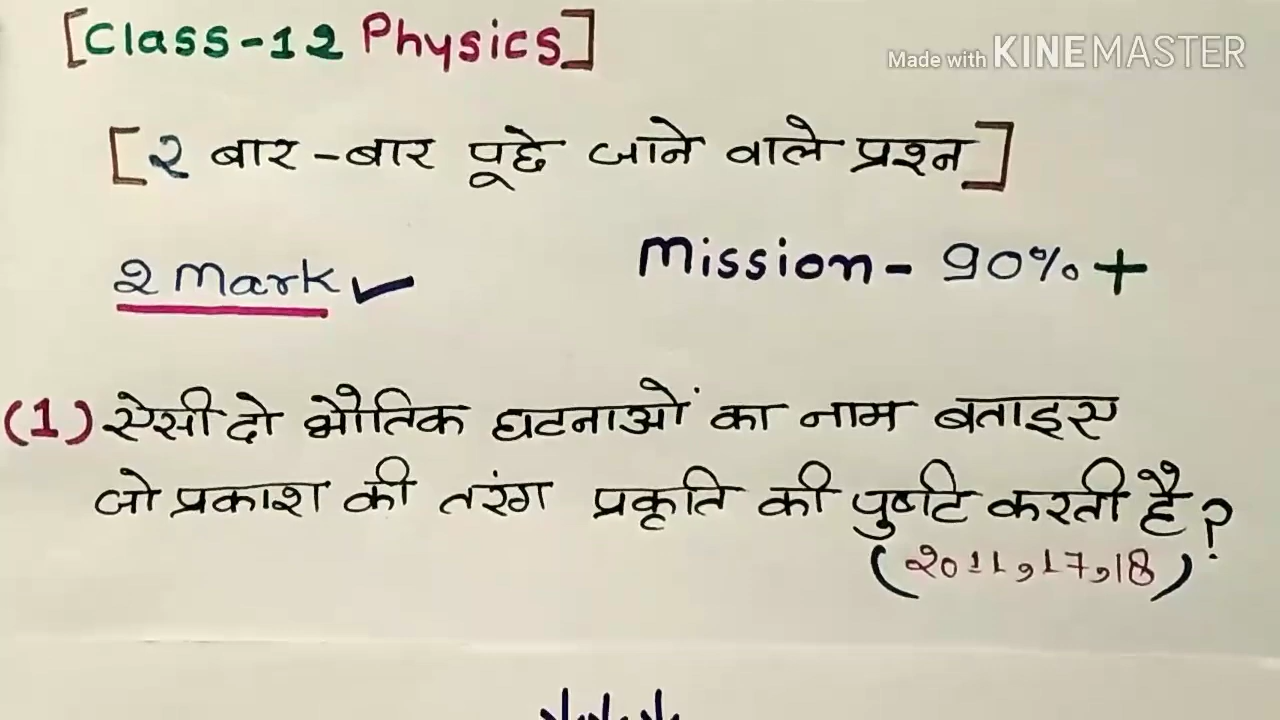 [Class-12 Physics]
Made with KINEMASTER
[2 बार-बार पूछे जाने वाले प्रश्न]
2 Mark ✓
Mission - 90% +
(1) ऐसी दो भौतिक घटनाओं का नाम बताइए
जो प्रकाश की तरंग प्रकृति की पुष्टि करती है?
(2011,17,18)